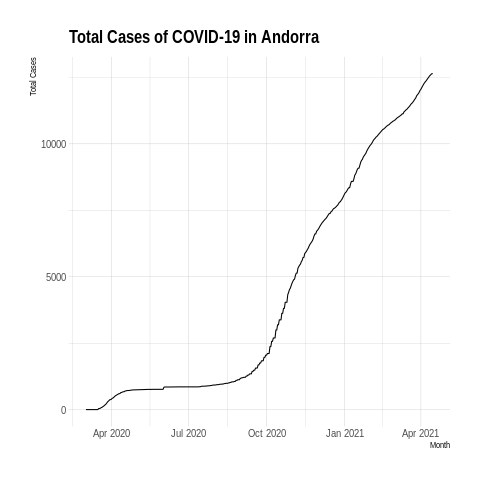 Total Cases of COVID-19 in Andorra
Total Cases
10000
5000
0
Apr 2020 Jul 2020 Oct 2020 Jan 2021 Apr 2021
Month